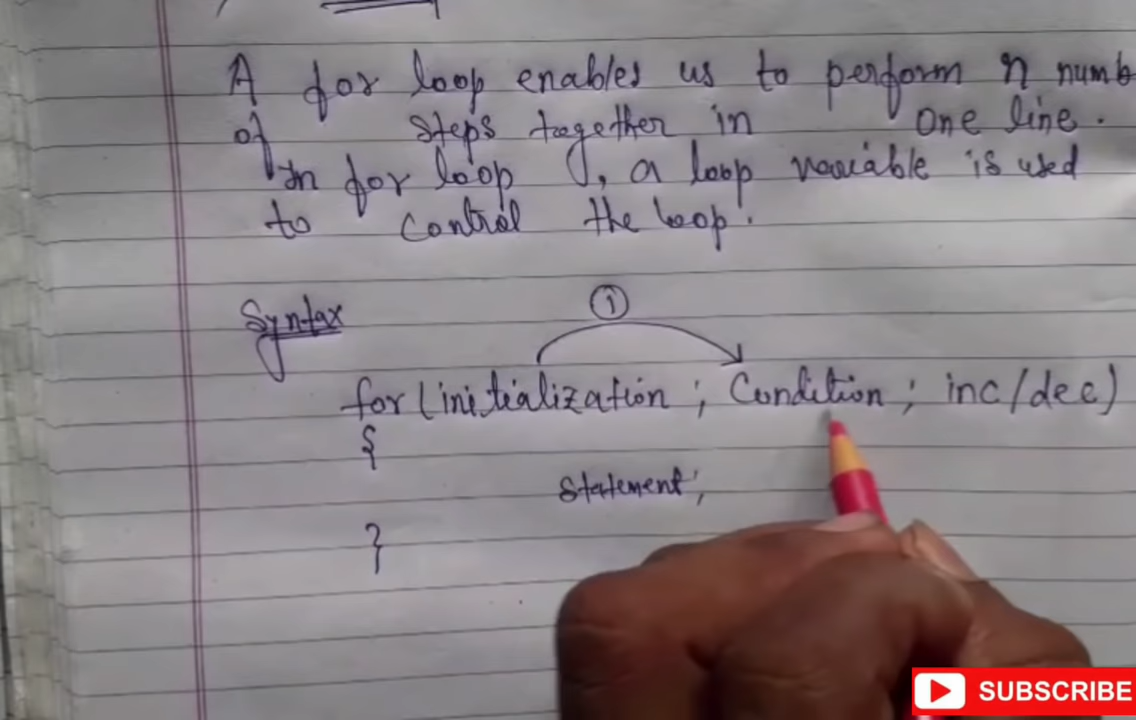 A for loop enables us to perform n numb
of steps together in one line.
In for loop, a loop variable is used
to control the loop.
Syntax
1
for (initialization ; Condition ; inc/dec)
{
Statement;
}
SUBSCRIBE